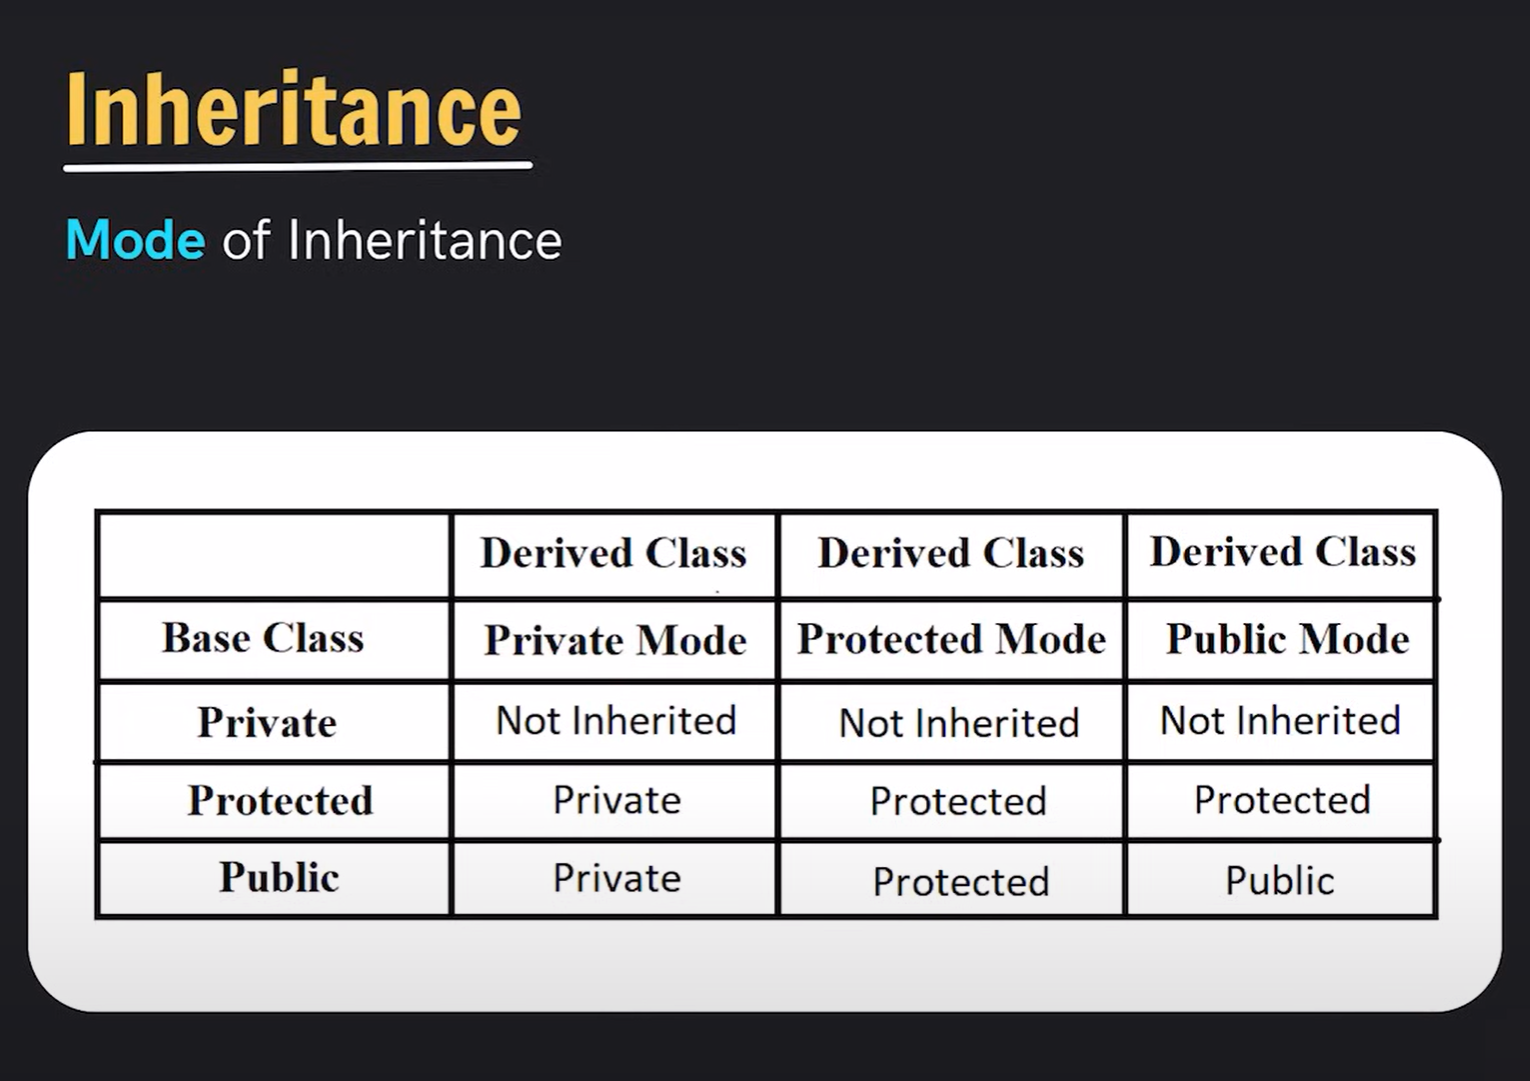 Inheritance
Mode of Inheritance
Derived Class Derived Class Derived Class
Base Class Private Mode Protected Mode Public Mode
Private Not Inherited Not Inherited Not Inherited
Protected Private Protected Protected
Public Private Protected Public